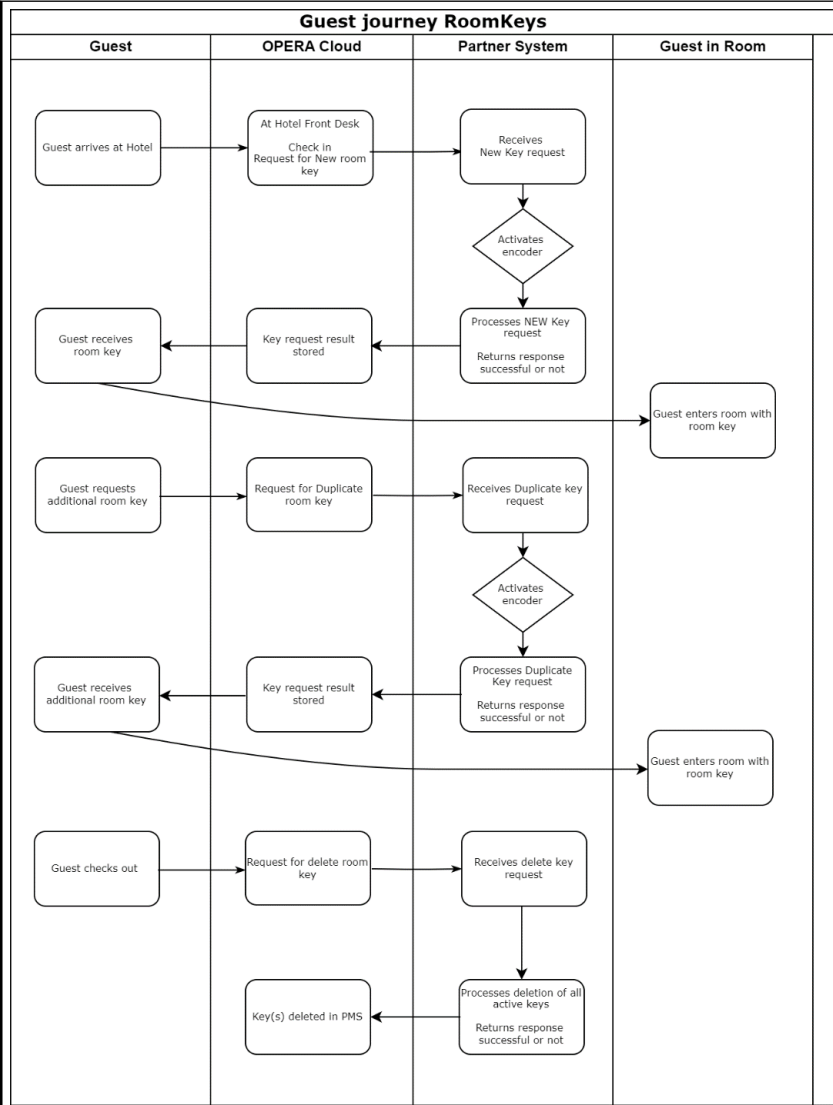 Guest journey RoomKeys
Guest
OPERA Cloud
Partner System
Guest in Room
Guest arrives at Hotel
At Hotel Front Desk
Check in
Request for New room
key
Receives
New Key request
Activates
encoder
Guest receives
room key
Key request result
stored
Processes NEW Key
request
Returns response
successful or not
Guest enters room with
room key
Guest requests
additional room key
Request for Duplicate
room key
Receives Duplicate key
request
Activates
encoder
Guest receives
additional room key
Key request result
stored
Processes Duplicate
Key request
Returns response
successful or not
Guest enters room with
room key
Guest checks out
Request for delete room
key
Receives delete key
request
Key(s) deleted in PMS
Processes deletion of all
active keys
Returns response
successful or not